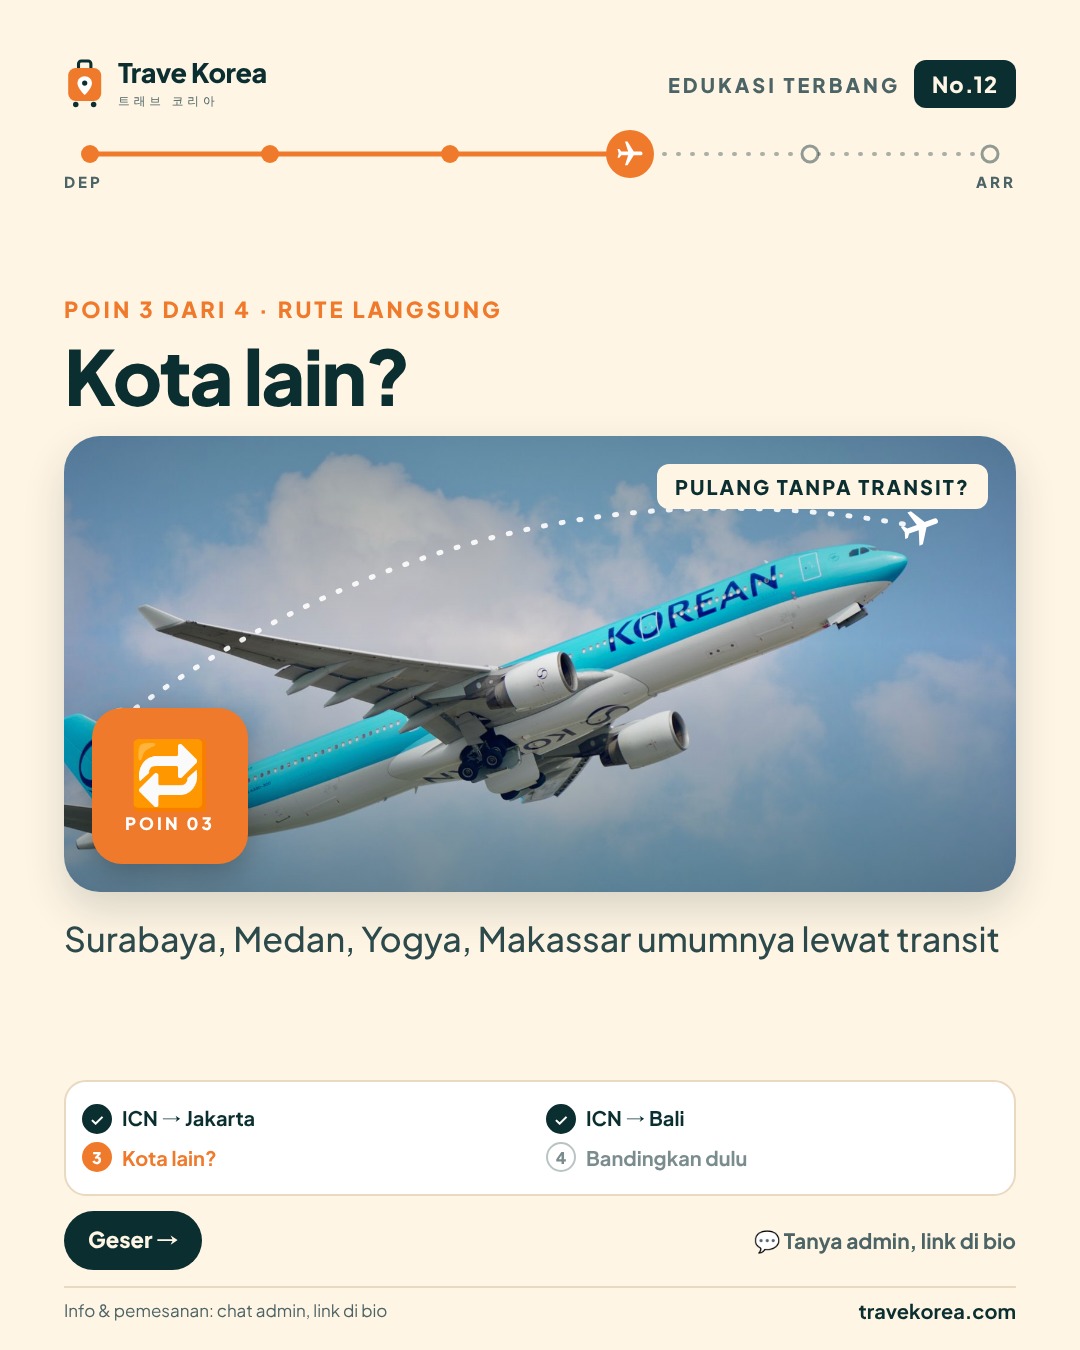 Trave Korea
트래브 코리아
EDUKASI TERBANG
No.12
DEP
ARR
POIN 3 DARI 4 · RUTE LANGSUNG
Kota lain?
PULANG TANPA TRANSIT?
KOREAN
POIN 03
Surabaya, Medan, Yogya, Makassar umumnya lewat transit
ICN → Jakarta
ICN → Bali
3 Kota lain?
4 Bandingkan dulu
Geser →
Tanya admin, link di bio
Info & pemesanan: chat admin, link di bio
travekorea.com